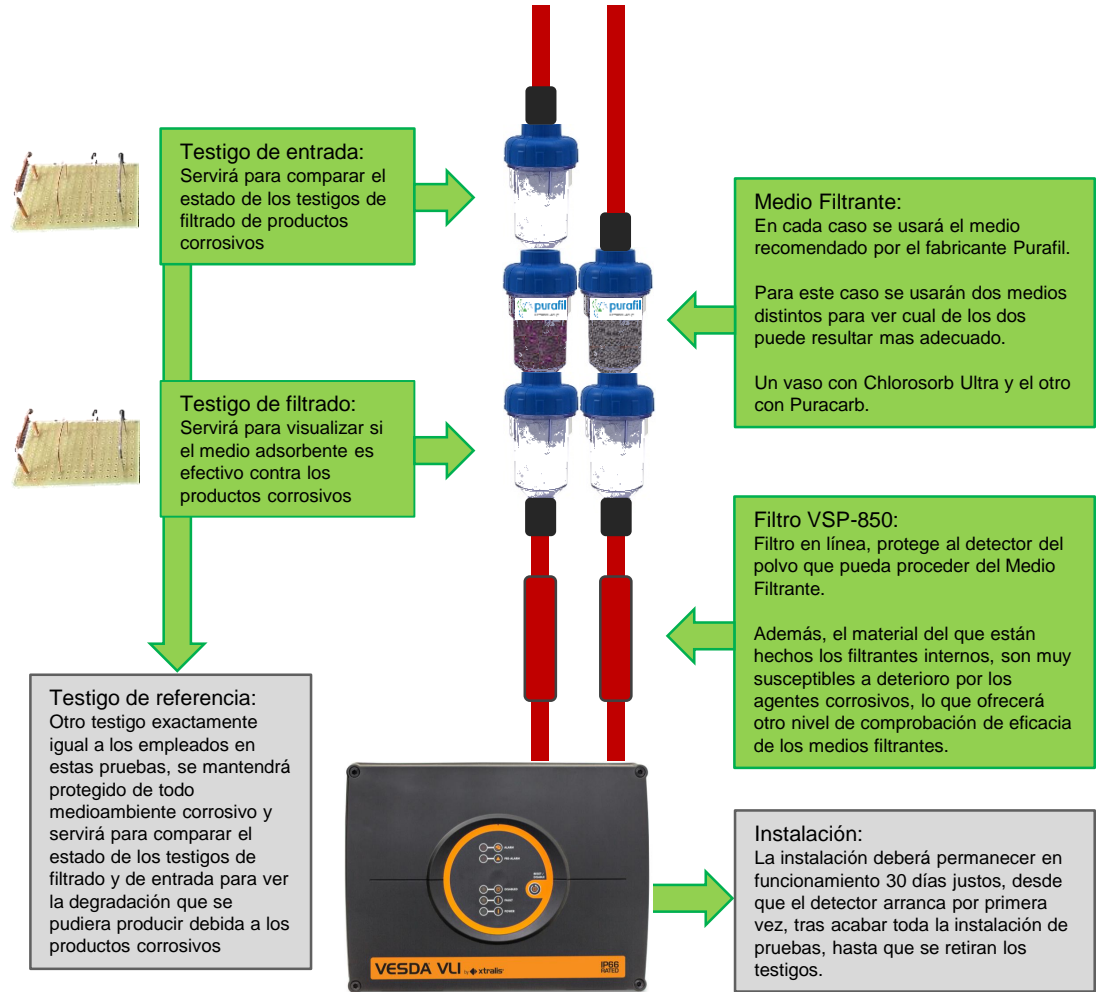 Testigo de entrada:
Servirá para comparar el
estado de los testigos de
filtrado de productos
corrosivos
Medio Filtrante:
En cada caso se usará el medio
recomendado por el fabricante Purafil.
Para este caso se usarán dos medios
distintos para ver cual de los dos
puede resultar mas adecuado.
Un vaso con Chlorosorb Ultra y el otro
con Puracarb.
purafil
purafil
Testigo de filtrado:
Servirá para visualizar si
el medio adsorbente es
efectivo contra los
productos corrosivos
Filtro VSP-850:
Filtro en línea, protege al detector del
polvo que pueda proceder del Medio
Filtrante.
Además, el material del que están
hechos los filtrantes internos, son muy
susceptibles a deterioro por los
agentes corrosivos, lo que ofrecerá
otro nivel de comprobación de eficacia
de los medios filtrantes.
Testigo de referencia:
Otro testigo exactamente
igual a los empleados en
estas pruebas, se mantendrá
protegido de todo
medioambiente corrosivo y
servirá para comparar el
estado de los testigos de
filtrado y de entrada para ver
la degradación que se
pudiera producir debida a los
productos corrosivos
ALARM
PRE ALARM
FAULT
POWER
VESDA VLI by xtralis
IP66
RATED
Instalación:
La instalación deberá permanecer en
funcionamiento 30 días justos, desde
que el detector arranca por primera
vez, tras acabar toda la instalación de
pruebas, hasta que se retiran los
testigos.